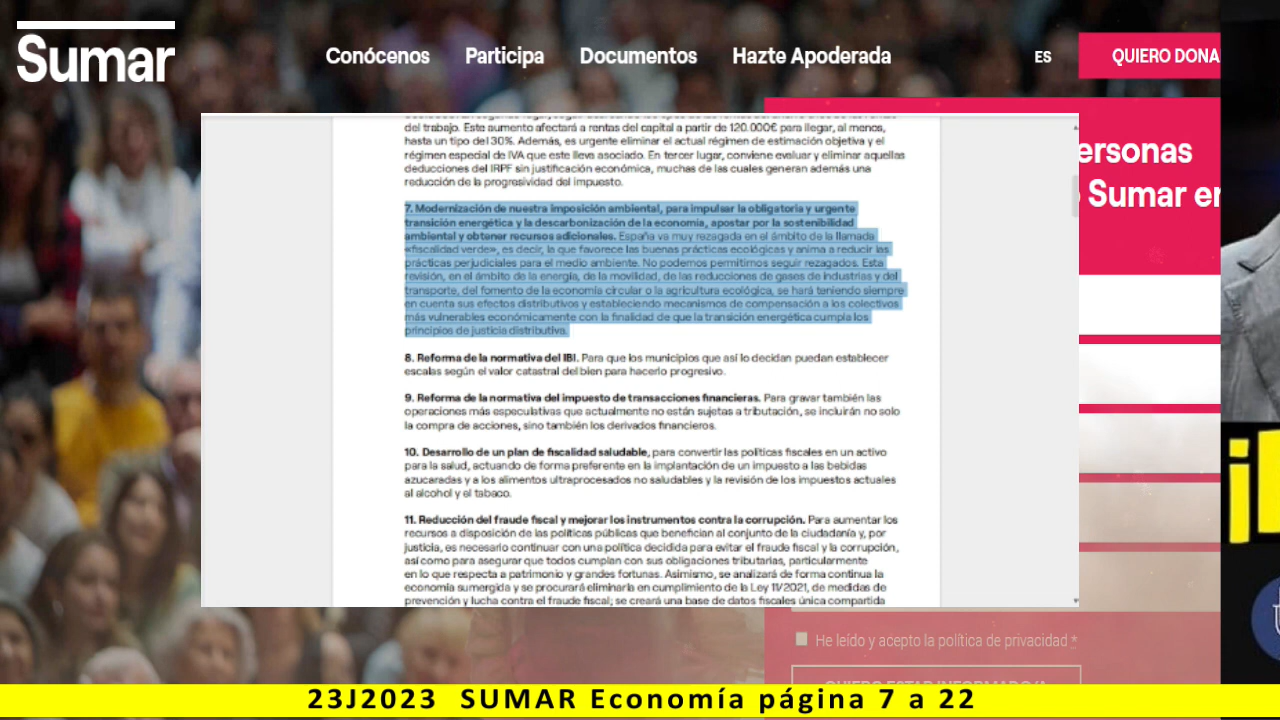 Sumar
Conócenos Participa Documentos Hazte Apoderada ES QUIERO DONA
ersonas
Sumar en
del trabajo. Este aumento afectará a rentas del capital a partir de 120.000€ para llegar, al menos,
hasta un tipo del 30%. Además, es urgente eliminar el actual régimen de estimación objetiva y el
régimen especial de IVA que este lleva asociado. En tercer lugar, conviene evaluar y eliminar aquellas
deducciones del IRPF sin justificación económica, muchas de las cuales generan además una
reducción de la progresividad del impuesto.
7. Modernización de nuestra imposición ambiental, para impulsar la obligatoria y urgente
transición energética y la descarbonización de la economía, apostar por la sostenibilidad
ambiental y obtener recursos adicionales. España va muy rezagada en el ámbito de la llamada
«fiscalidad verde», es decir, la que favorece las buenas prácticas ecológicas y anima a reducir las
prácticas perjudiciales para el medio ambiente. No podemos permitirnos seguir rezagados. Esta
revisión, en el ámbito de la energía, de la movilidad, de las reducciones de gases de industrias y del
transporte, del fomento de la economía circular o la agricultura ecológica, se hará teniendo siempre
en cuenta sus efectos distributivos y estableciendo mecanismos de compensación a los colectivos
más vulnerables económicamente con la finalidad de que la transición energética cumpla los
principios de justicia distributiva.
8. Reforma de la normativa del IBI. Para que los municipios que así lo decidan puedan establecer
escalas según el valor catastral del bien para hacerlo progresivo.
9. Reforma de la normativa del impuesto de transacciones financieras. Para gravar también las
operaciones más especulativas que actualmente no están sujetas a tributación, se incluirán no solo
la compra de acciones, sino también los derivados financieros.
10. Desarrollo de un plan de fiscalidad saludable, para convertir las políticas fiscales en un activo
para la salud, actuando de forma preferente en la implantación de un impuesto a las bebidas
azucaradas y a los alimentos ultraprocesados no saludables y la revisión de los impuestos actuales
al alcohol y el tabaco.
11. Reducción del fraude fiscal y mejorar los instrumentos contra la corrupción. Para aumentar los
recursos a disposición de las políticas públicas que benefician al conjunto de la ciudadanía y, por
justicia, es necesario continuar con una política decidida para evitar el fraude fiscal y la corrupción,
así como para asegurar que todos cumplan con sus obligaciones tributarias, particularmente
en lo que respecta a patrimonio y grandes fortunas. Asimismo, se analizará de forma continua la
economía sumergida y se procurará eliminarla en cumplimiento de la Ley 11/2021, de medidas de
prevención y lucha contra el fraude fiscal; se creará una base de datos fiscales única compartida
He leído y acepto la política de privacidad *
23J2023 SUMAR Economía página 7 a 22